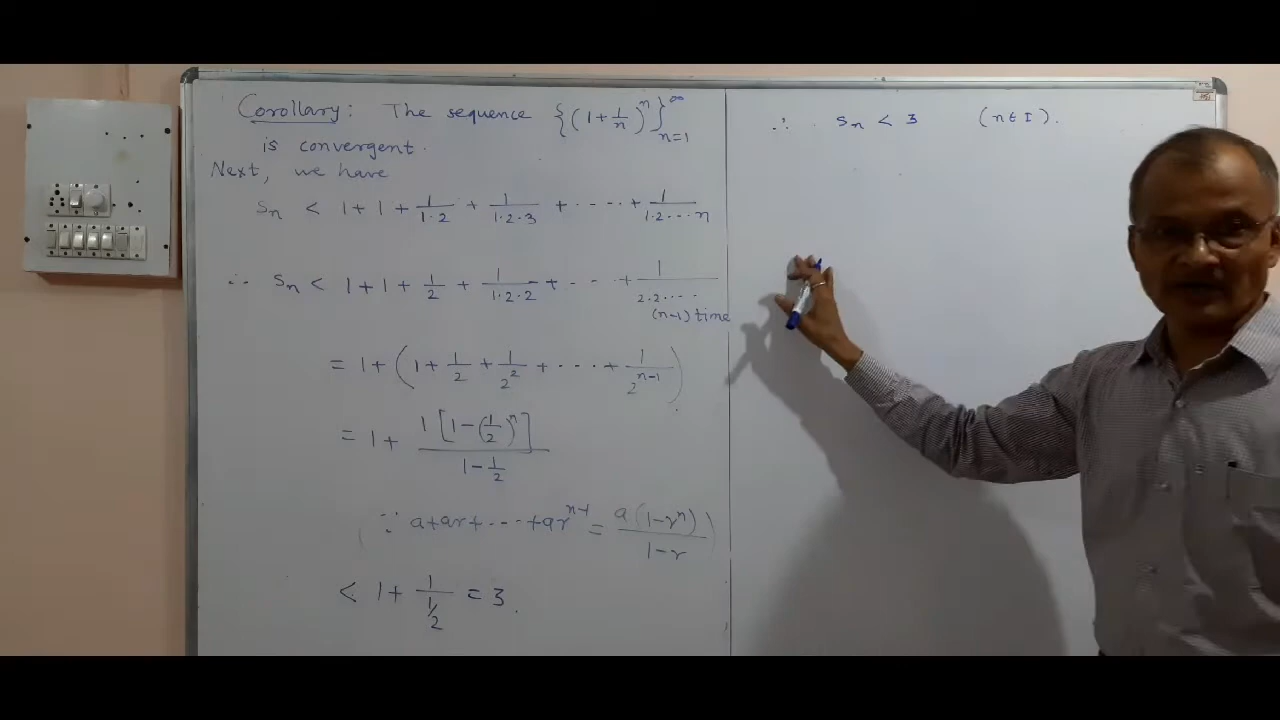 Corollary: The sequence {(1+1/n)^n}_{n=1}^∞
is convergent.
Next, we have
Sn < 1+1+1/(1·2) + 1/(1·2·3) + ····+ 1/(1·2···n)
∴ Sn < 1+1+1/2 + 1/(1·2·2) + ···+ 1/(2·2····(n-1) time)
= 1+(1+1/2+1/2^2+···+1/2^{n-1})
= 1+ 1[1-(1/2)^n]/(1-1/2)
(∵ a+ar+···+ar^{n-1} = a(1-r^n)/(1-r))
< 1+ 1/(1/2) = 3.
∴ Sn < 3 (n∈I).